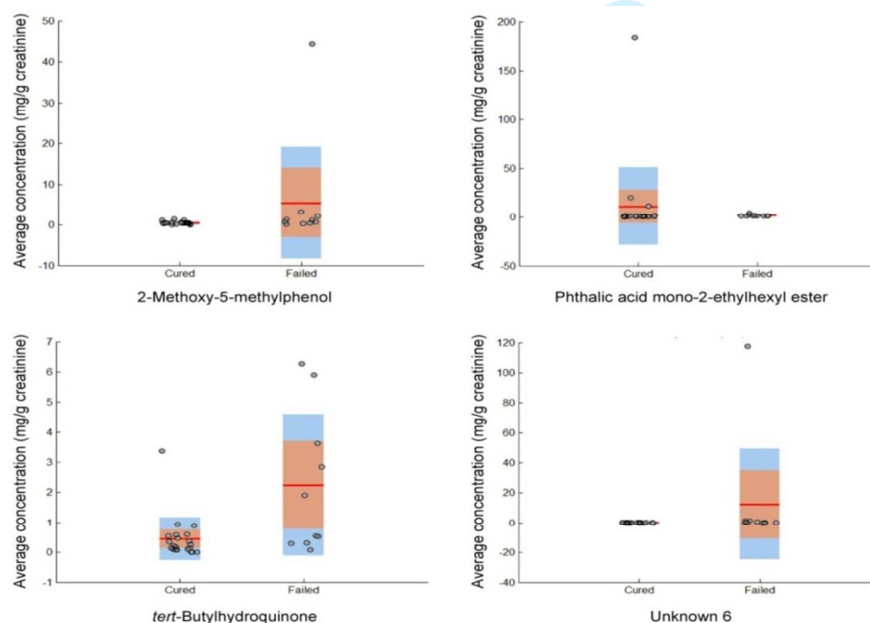 Average concentration (mg/g creatinine)
50
40
30
20
10
0
-10
Cured
Failed
2-Methoxy-5-methylphenol
Average concentration (mg/g creatinine)
200
150
100
50
0
-50
Cured
Failed
Phthalic acid mono-2-ethylhexyl ester
Average concentration (mg/g creatinine)
7
6
5
4
3
2
1
0
-1
Cured
Failed
tert-Butylhydroquinone
Average concentration (mg/g creatinine)
120
100
80
60
40
20
0
-20
-40
Cured
Failed
Unknown 6